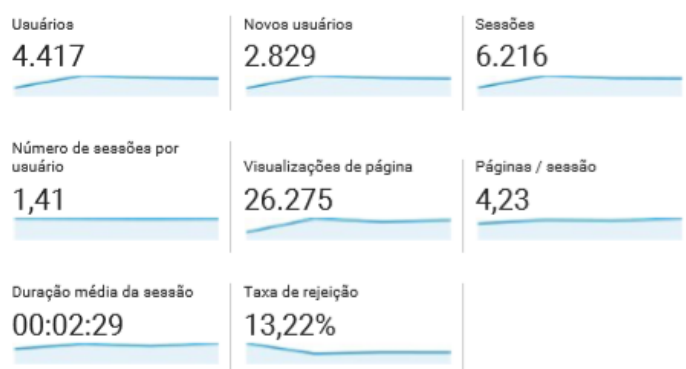 Usuários
4.417
Novos usuários
2.829
Sessões
6.216
Número de sessões por
usuário
1,41
Visualizações de página
26.275
Páginas / sessão
4,23
Duração média da sessão
00:02:29
Taxa de rejeição
13,22%